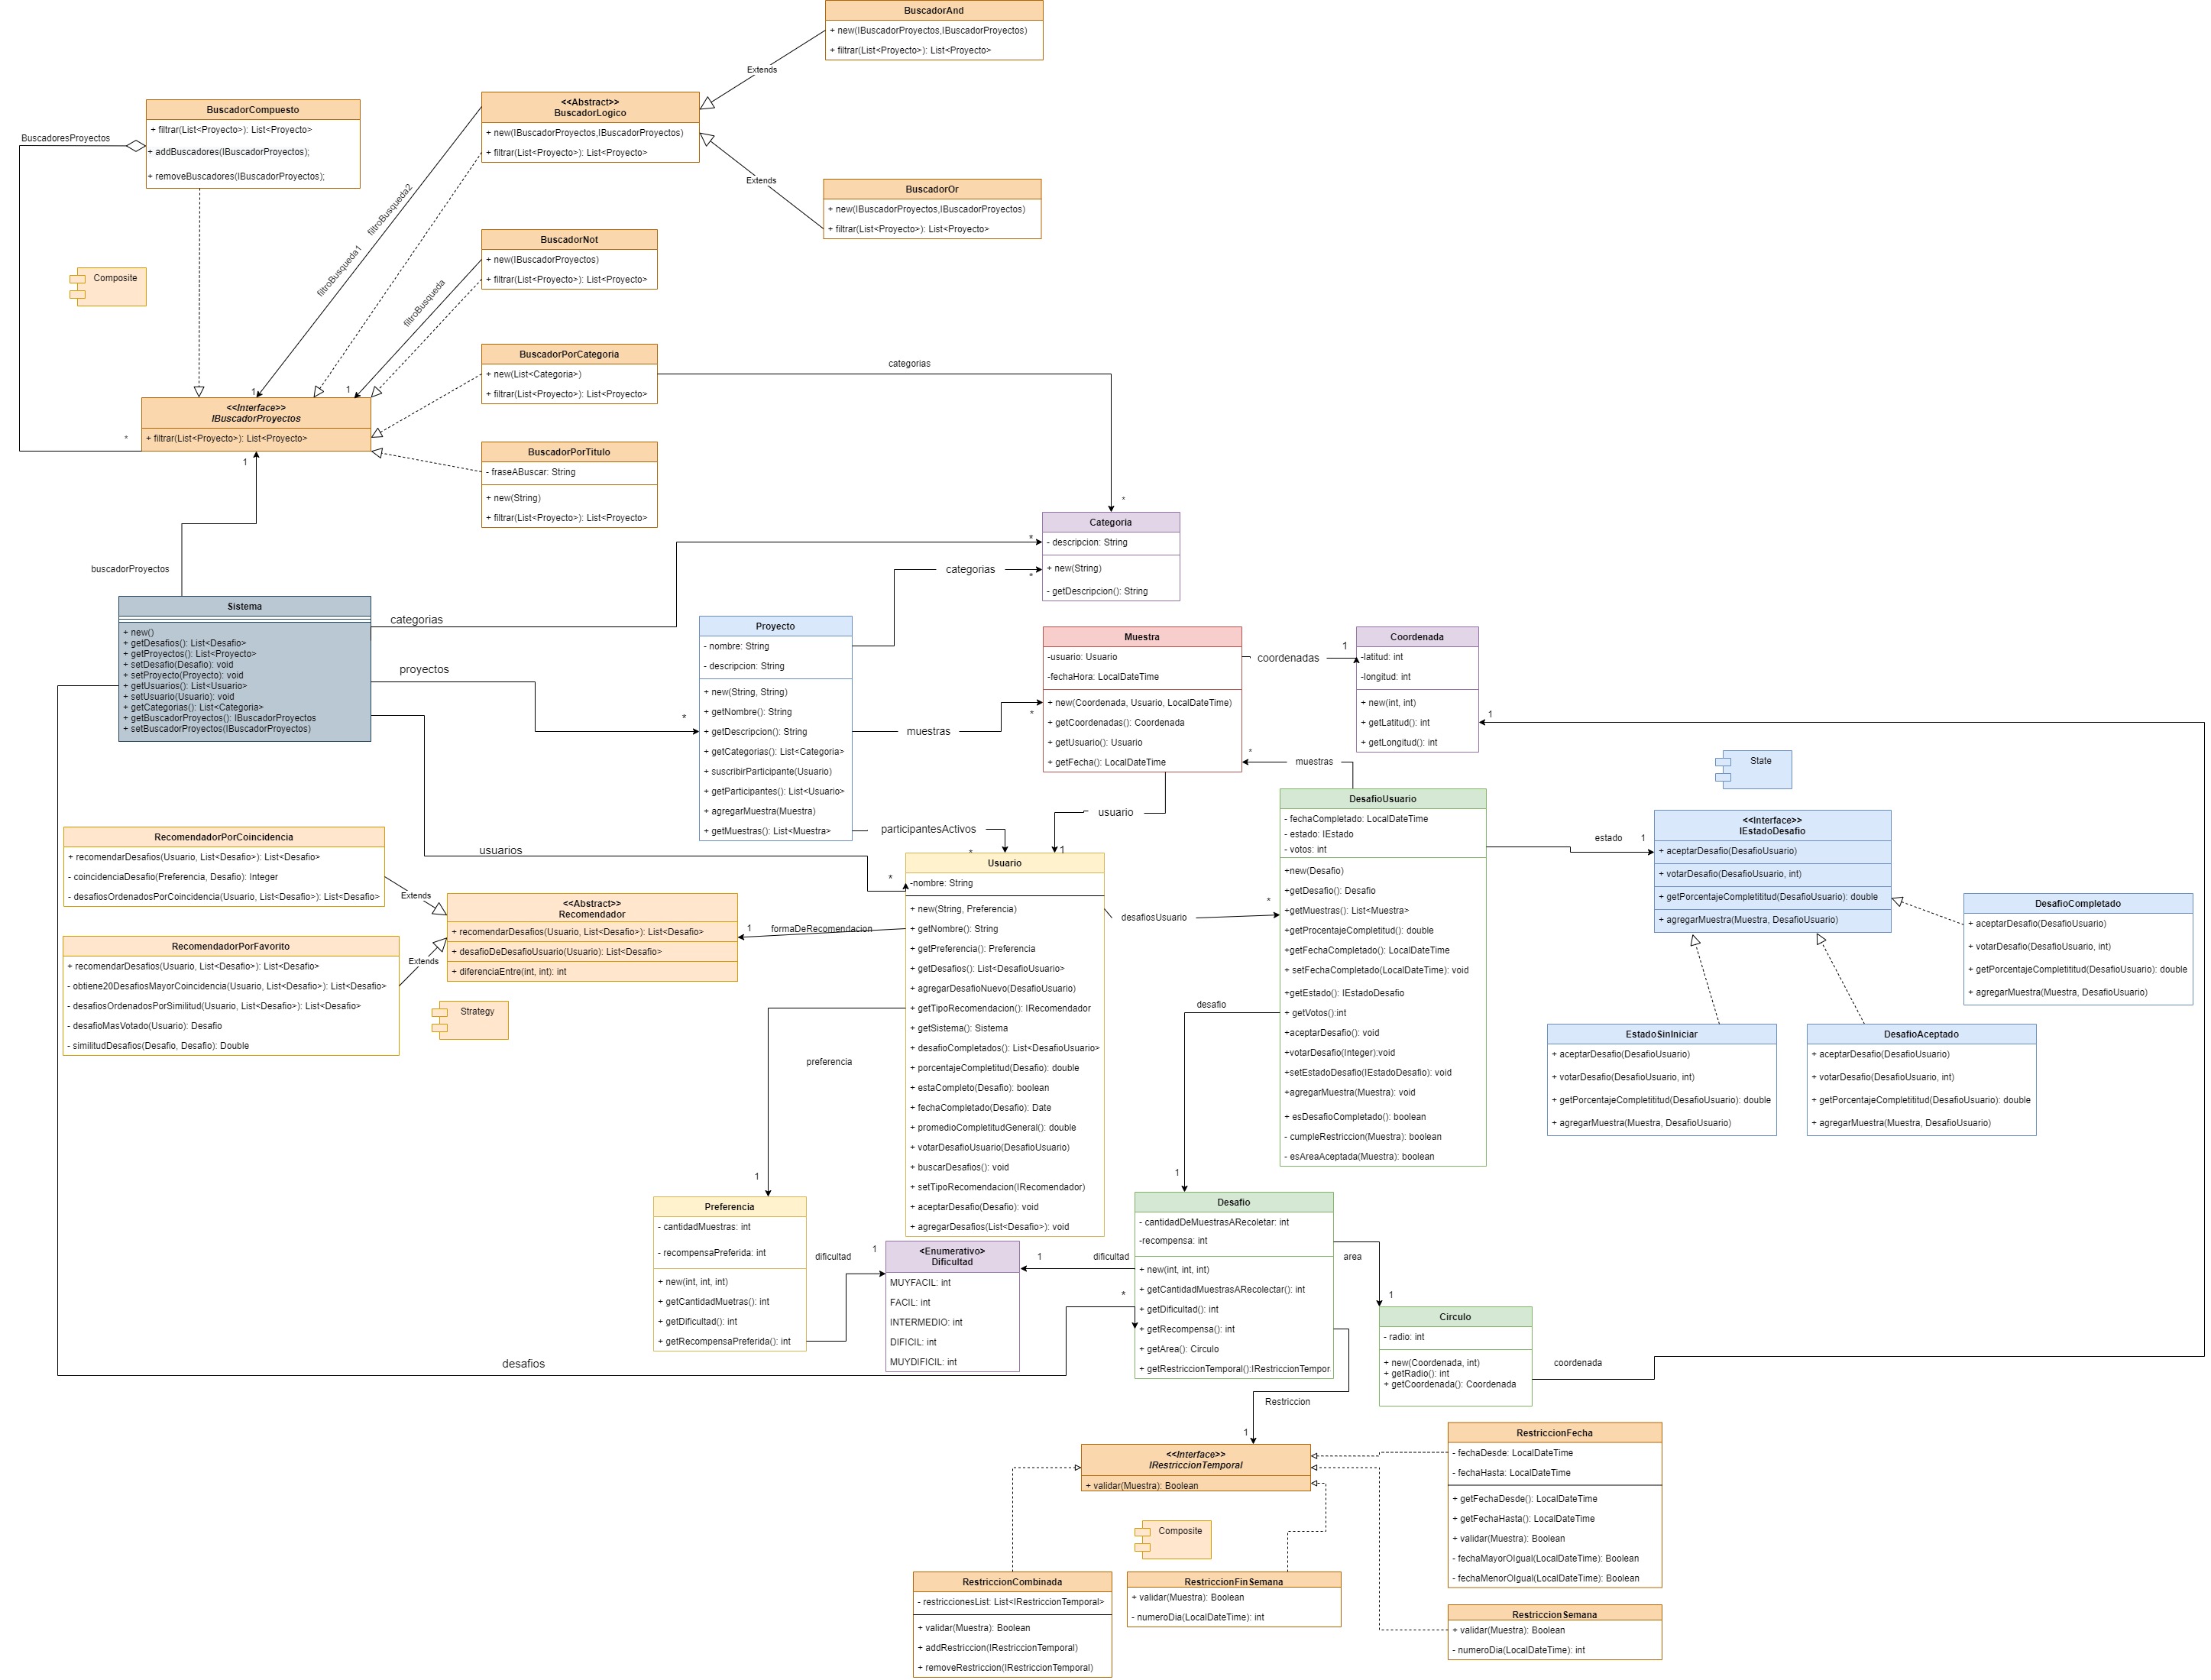 BuscadorAnd
+ new(IBuscadorProyectos,IBuscadorProyectos)
+ filtrar(List<Proyecto>): List<Proyecto>
Extends
BuscadorCompuesto
+ filtrar(List<Proyecto>): List<Proyecto>
+ addBuscadores(IBuscadorProyectos);
+ removeBuscadores(IBuscadorProyectos);
BuscadoresProyectos
<<Abstract>>
BuscadorLogico
+ new(IBuscadorProyectos,IBuscadorProyectos)
+ filtrar(List<Proyecto>): List<Proyecto>
Extends
BuscadorOr
+ new(IBuscadorProyectos,IBuscadorProyectos)
+ filtrar(List<Proyecto>): List<Proyecto>
filtroBusqueda2
filtroBusqueda1
BuscadorNot
+ new(IBuscadorProyectos)
+ filtrar(List<Proyecto>): List<Proyecto>
filtroBusqueda
Composite
BuscadorPorCategoria
+ new(List<Categoria>)
+ filtrar(List<Proyecto>): List<Proyecto>
categorias
*
1
1
<<Interface>>
IBuscadorProyectos
+ filtrar(List<Proyecto>): List<Proyecto>
*
1
BuscadorPorTitulo
- fraseABuscar: String
+ new(String)
+ filtrar(List<Proyecto>): List<Proyecto>
buscadorProyectos
Categoria
- descripcion: String
+ new(String)
- getDescripcion(): String
*
categorias
*
Sistema
+ new()
+ getDesafios(): List<Desafio>
+ getProyectos(): List<Proyecto>
+ setDesafio(Desafio): void
+ setProyecto(Proyecto): void
+ getUsuarios(): List<Usuario>
+ setUsuario(Usuario): void
+ getCategorias(): List<Categoria>
+ getBuscadorProyectos(): IBuscadorProyectos
+ setBuscadorProyectos(IBuscadorProyectos)
categorias
proyectos
*
usuarios
*
Proyecto
- nombre: String
- descripcion: String
+ new(String, String)
+ getNombre(): String
+ getDescripcion(): String
+ getCategorias(): List<Categoria>
+ suscribirParticipante(Usuario)
+ getParticipantes(): List<Usuario>
+ agregarMuestra(Muestra)
+ getMuestras(): List<Muestra>
muestras
*
participantesActivos
*
Muestra
-usuario: Usuario
-fechaHora: LocalDateTime
+ new(Coordenada, Usuario, LocalDateTime)
+ getCoordenadas(): Coordenada
+ getUsuario(): Usuario
+ getFecha(): LocalDateTime
coordenadas
1
Coordenada
-latitud: int
-longitud: int
+ new(int, int)
+ getLatitud(): int
+ getLongitud(): int
1
*
muestras
usuario
1
State
DesafioUsuario
- fechaCompletado: LocalDateTime
- estado: IEstado
- votos: int
+new(Desafio)
+getDesafio(): Desafio
+getMuestras(): List<Muestra>
+getProcentajeCompletitud(): double
+getFechaCompletado(): LocalDateTime
+ setFechaCompletado(LocalDateTime): void
+getEstado(): IEstadoDesafio
+ getVotos():int
+aceptarDesafio(): void
+votarDesafio(Integer):void
+setEstadoDesafio(IEstadoDesafio): void
+agregarMuestra(Muestra): void
+ esDesafioCompletado(): boolean
- cumpleRestriccion(Muestra): boolean
- esAreaAceptada(Muestra): boolean
estado
1
<<Interface>>
IEstadoDesafio
+ aceptarDesafio(DesafioUsuario)
+ votarDesafio(DesafioUsuario, int)
+ getPorcentajeCompletititud(DesafioUsuario): double
+ agregarMuestra(Muestra, DesafioUsuario)
DesafioCompletado
+ aceptarDesafio(DesafioUsuario)
+ votarDesafio(DesafioUsuario, int)
+ getPorcentajeCompletititud(DesafioUsuario): double
+ agregarMuestra(Muestra, DesafioUsuario)
EstadoSinIniciar
+ aceptarDesafio(DesafioUsuario)
+ votarDesafio(DesafioUsuario, int)
+ getPorcentajeCompletititud(DesafioUsuario): double
+ agregarMuestra(Muestra, DesafioUsuario)
DesafioAceptado
+ aceptarDesafio(DesafioUsuario)
+ votarDesafio(DesafioUsuario, int)
+ getPorcentajeCompletititud(DesafioUsuario): double
+ agregarMuestra(Muestra, DesafioUsuario)
RecomendadorPorCoincidencia
+ recomendarDesafios(Usuario, List<Desafio>): List<Desafio>
- coincidenciaDesafio(Preferencia, Desafio): Integer
- desafiosOrdenadosPorCoincidencia(Usuario, List<Desafio>): List<Desafio>
Extends
<<Abstract>>
Recomendador
+ recomendarDesafios(Usuario, List<Desafio>): List<Desafio>
+ desafioDeDesafioUsuario(Usuario): List<Desafio>
+ diferenciaEntre(int, int): int
1
formaDeRecomendacion
RecomendadorPorFavorito
+ recomendarDesafios(Usuario, List<Desafio>): List<Desafio>
- obtiene20DesafiosMayorCoincidencia(Usuario, List<Desafio>): List<Desafio>
- desafiosOrdenadosPorSimilitud(Usuario, List<Desafio>): List<Desafio>
- desafioMasVotado(Usuario): Desafio
- similitudDesafios(Desafio, Desafio): Double
Extends
Strategy
Usuario
-nombre: String
+ new(String, Preferencia)
+ getNombre(): String
+ getPreferencia(): Preferencia
+ getDesafios(): List<DesafioUsuario>
+ agregarDesafioNuevo(DesafioUsuario)
+ getTipoRecomendacion(): IRecomendador
+ getSistema(): Sistema
+ desafioCompletados(): List<DesafioUsuario>
+ porcentajeCompletitud(Desafio): double
+ estaCompleto(Desafio): boolean
+ fechaCompletado(Desafio): Date
+ promedioCompletitudGeneral(): double
+ votarDesafioUsuario(DesafioUsuario)
+ buscarDesafios(): void
+ setTipoRecomendacion(IRecomendador)
+ aceptarDesafio(Desafio): void
+ agregarDesafios(List<Desafio>): void
desafiosUsuario
*
desafio
1
preferencia
1
Preferencia
- cantidadMuestras: int
- recompensaPreferida: int
+ new(int, int, int)
+ getCantidadMuetras(): int
+ getDificultad(): int
+ getRecompensaPreferida(): int
dificultad
1
<Enumerativo>
Dificultad
MUYFACIL: int
FACIL: int
INTERMEDIO: int
DIFICIL: int
MUYDIFICIL: int
1
dificultad
*
desafios
Desafio
- cantidadDeMuestrasARecoletar: int
-recompensa: int
+ new(int, int, int)
+ getCantidadMuestrasARecolectar(): int
+ getDificultad(): int
+ getRecompensa(): int
+ getArea(): Circulo
+ getRestriccionTemporal():IRestriccionTempor
area
1
Circulo
- radio: int
+ new(Coordenada, int)
+ getRadio(): int
+ getCoordenada(): Coordenada
coordenada
Restriccion
1
<<Interface>>
IRestriccionTemporal
+ validar(Muestra): Boolean
RestriccionFecha
- fechaDesde: LocalDateTime
- fechaHasta: LocalDateTime
+ getFechaDesde(): LocalDateTime
+ getFechaHasta(): LocalDateTime
+ validar(Muestra): Boolean
- fechaMayorOIgual(LocalDateTime): Boolean
- fechaMenorOIgual(LocalDateTime): Boolean
Composite
RestriccionCombinada
- restriccionesList: List<IRestriccionTemporal>
+ validar(Muestra): Boolean
+ addRestriccion(IRestriccionTemporal)
+ removeRestriccion(IRestriccionTemporal)
RestriccionFinSemana
+ validar(Muestra): Boolean
- numeroDia(LocalDateTime): int
RestriccionSemana
+ validar(Muestra): Boolean
- numeroDia(LocalDateTime): int